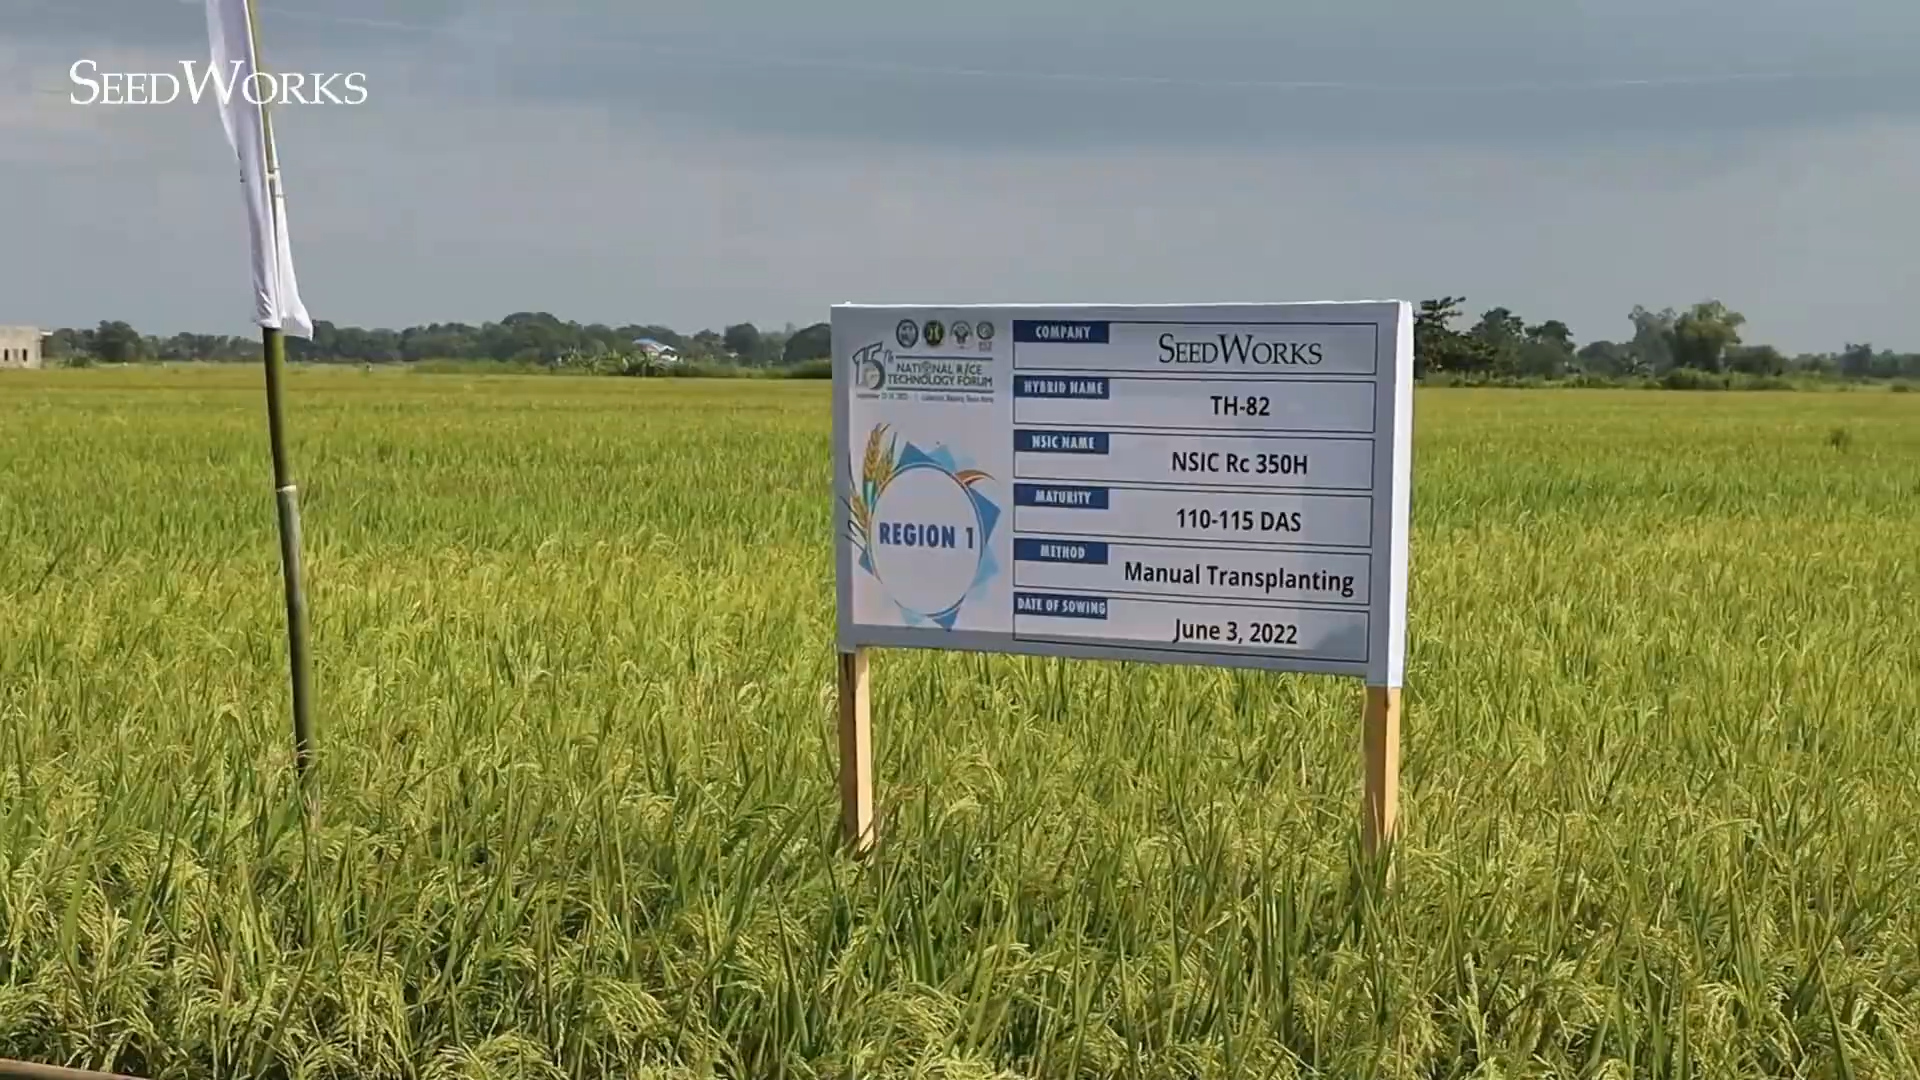 SEEDWORKS
15th
NATIONAL RICE
TECHNOLOGY FORUM
REGION 1
COMPANY
SEEDWORKS
HYBRID NAME
TH-82
NSIC NAME
NSIC Rc 350H
MATURITY
110-115 DAS
METHOD
Manual Transplanting
DATE OF SOWING
June 3, 2022